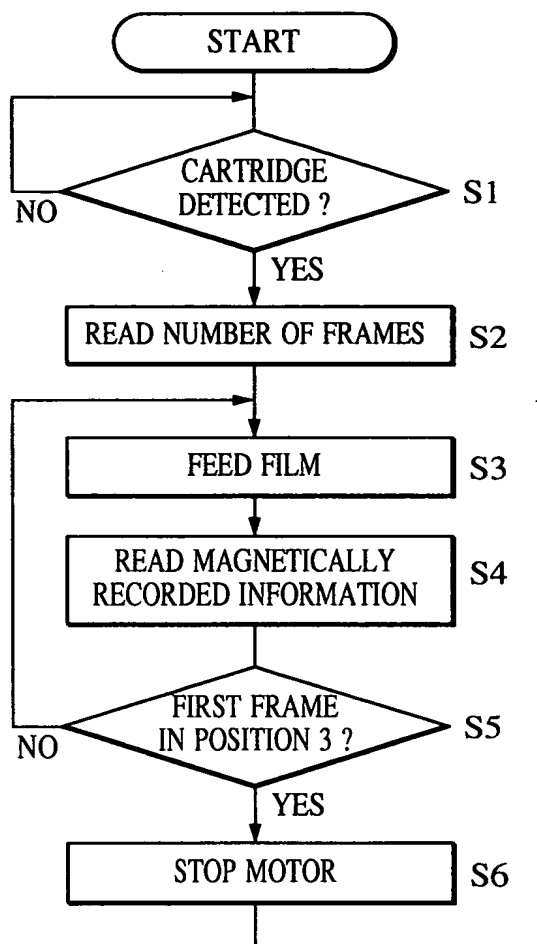 START
CARTRIDGE
DETECTED ?
S1
NO
YES
READ NUMBER OF FRAMES
S2
FEED FILM
S3
READ MAGNETICALLY
RECORDED INFORMATION
S4
FIRST FRAME
IN POSITION 3 ?
S5
NO
YES
STOP MOTOR
S6